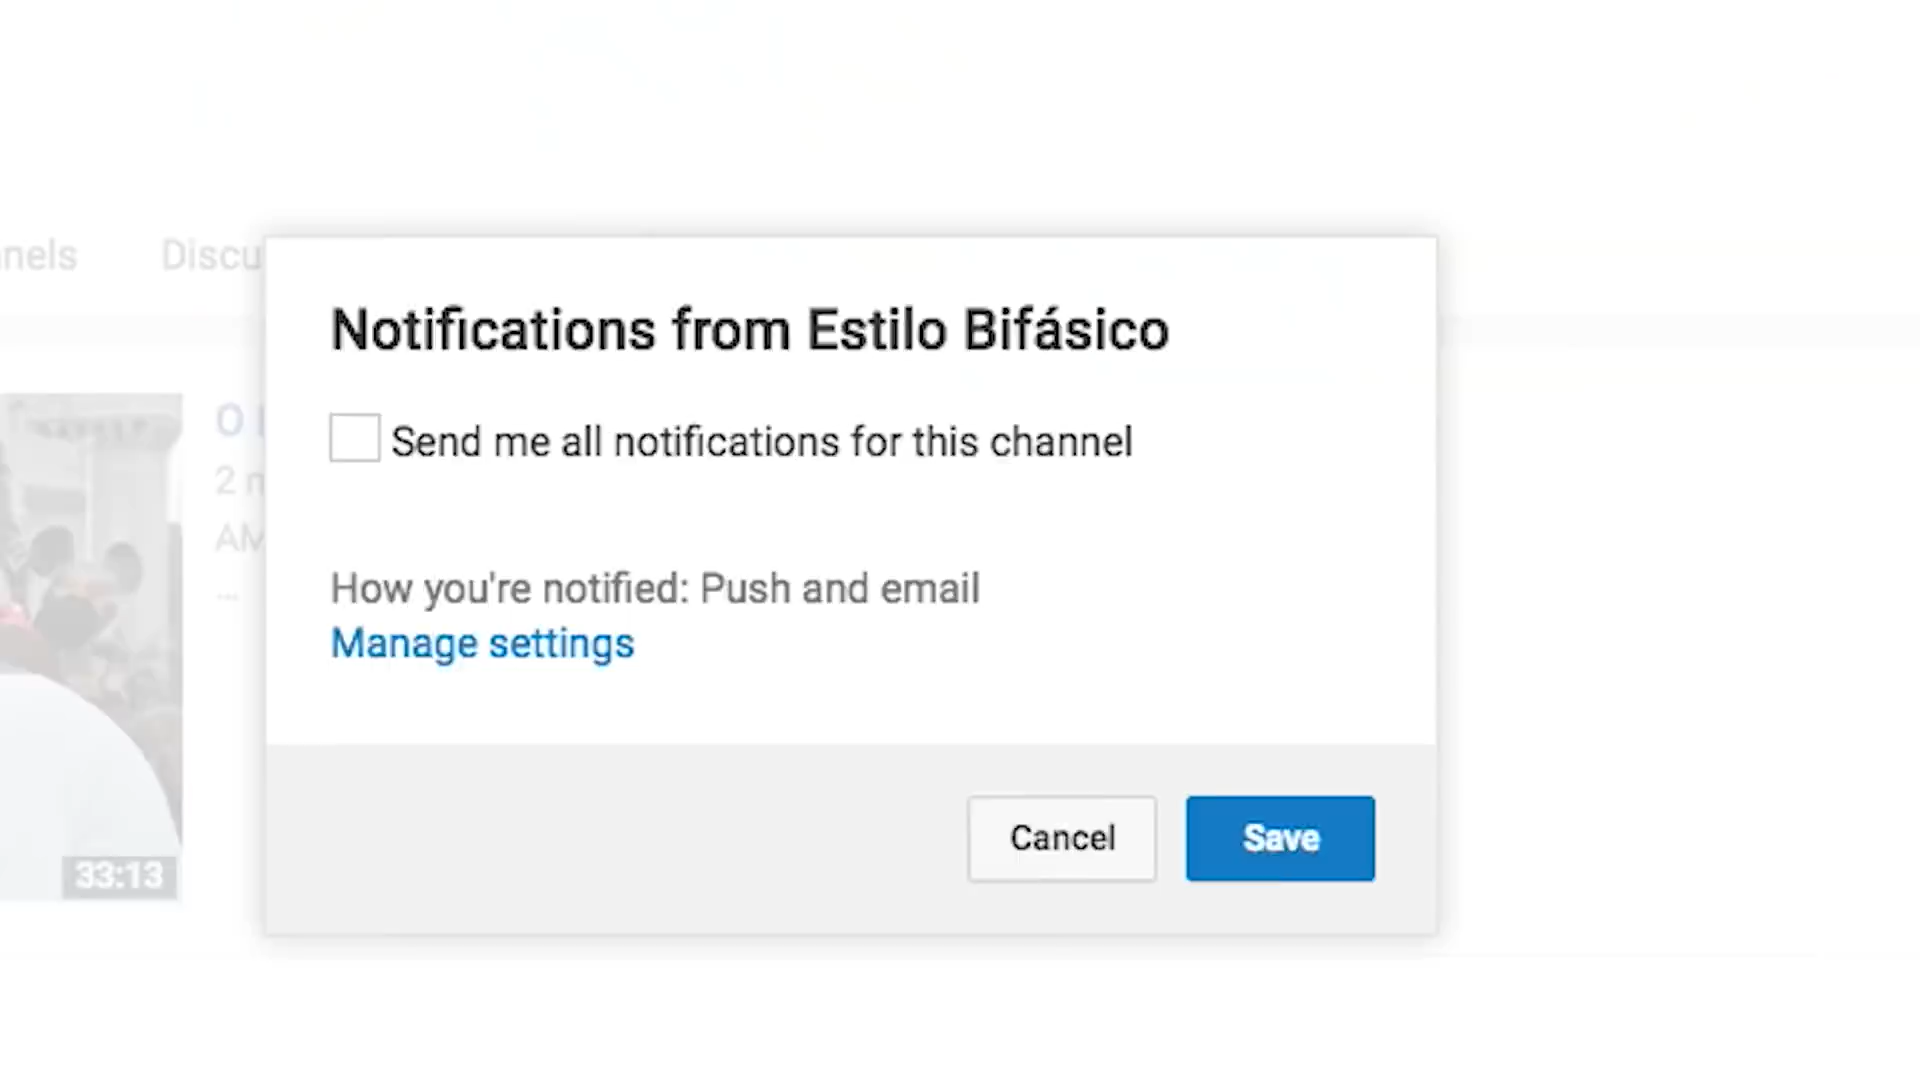 Discu
Notifications from Estilo Bifásico
Send me all notifications for this channel
How you're notified: Push and email
Manage settings
33:13
Cancel
Save